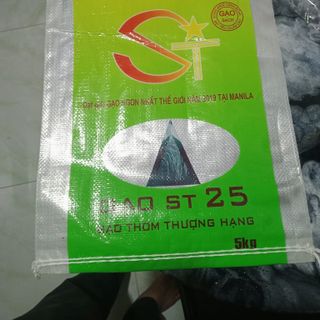 GẠO
SẠCH
ST
ĐẠT GIẢI GẠO NGON NHẤT THẾ GIỚI NĂM 2019 TẠI MANILA
GẠO ST 25
GẠO THƠM THƯỢNG HẠNG
5kg